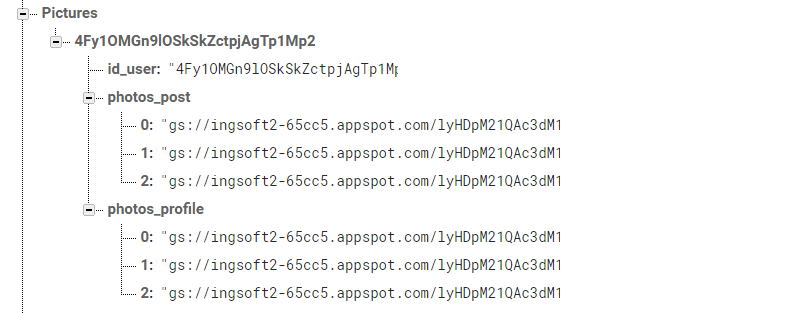 Pictures
4Fy1OMGn9lOSkSkZctpjAgTp1Mp2
id_user: "4Fy1OMGn9lOSkSkZctpjAgTp1Mp
photos_post
0: "gs://ingsoft2-65cc5.appspot.com/lyHDpM21QAc3dM1
1: "gs://ingsoft2-65cc5.appspot.com/lyHDpM21QAc3dM1
2: "gs://ingsoft2-65cc5.appspot.com/lyHDpM21QAc3dM1
photos_profile
0: "gs://ingsoft2-65cc5.appspot.com/lyHDpM21QAc3dM1
1: "gs://ingsoft2-65cc5.appspot.com/lyHDpM21QAc3dM1
2: "gs://ingsoft2-65cc5.appspot.com/lyHDpM21QAc3dM1